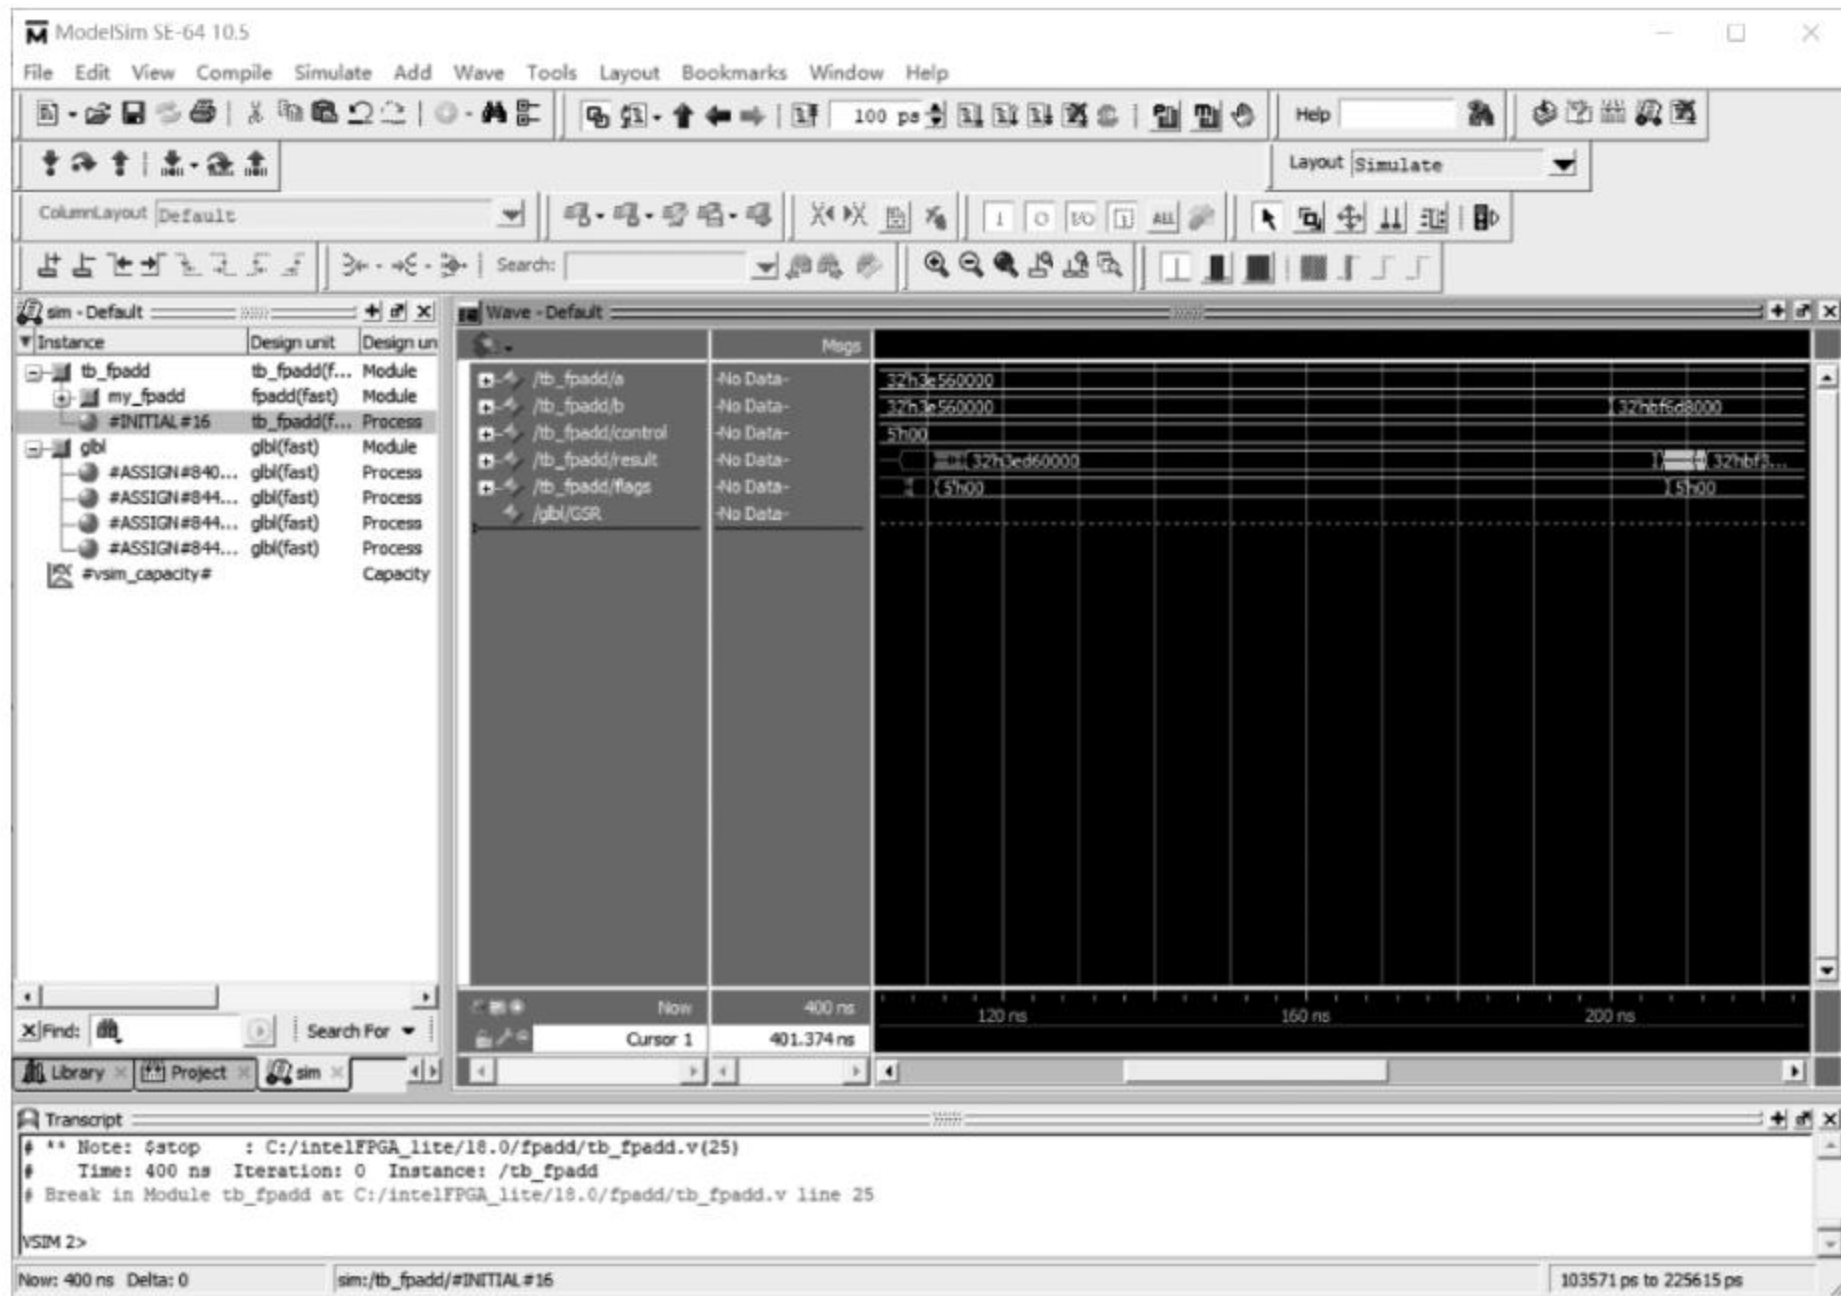 ModelSim SE-64 10.5
File Edit View Compile Simulate Add Wave Tools Layout Bookmarks Window Help
100 ps Help
Layout Simulate
ColumnLayout Default ALL
Search:
sim - Default
Instance Design unit Design un
tb_fpadd tb_fpadd(f... Module
my_fpadd fpadd(fast) Module
#INITIAL#16 tb_fpadd(f... Process
glbl glbl(fast) Module
#ASSIGN#840... glbl(fast) Process
#ASSIGN#844... glbl(fast) Process
#ASSIGN#844... glbl(fast) Process
#ASSIGN#844... glbl(fast) Process
#vsim_capacity# Capacity
Find: Search For
Library Project sim
Wave - Default
Msgs
/tb_fpadd/a -No Data- 32'h3e560000
/tb_fpadd/b -No Data- 32'h3e560000 32'hbf6d8000
/tb_fpadd/control -No Data- 5'h00
/tb_fpadd/result -No Data- 32'h3ed60000 32'hbf3...
/tb_fpadd/flags -No Data- 5'h00 5'h00
/glbl/GSR -No Data-
Now 400 ns 120 ns 160 ns 200 ns
Cursor 1 401.374 ns
Transcript
# ** Note: $stop : C:/intelFPGA_lite/18.0/fpadd/tb_fpadd.v(25)
# Time: 400 ns Iteration: 0 Instance: /tb_fpadd
# Break in Module tb_fpadd at C:/intelFPGA_lite/18.0/fpadd/tb_fpadd.v line 25
VSIM 2>
Now: 400 ns Delta: 0 sim:/tb_fpadd/#INITIAL#16 103571 ps to 225615 ps